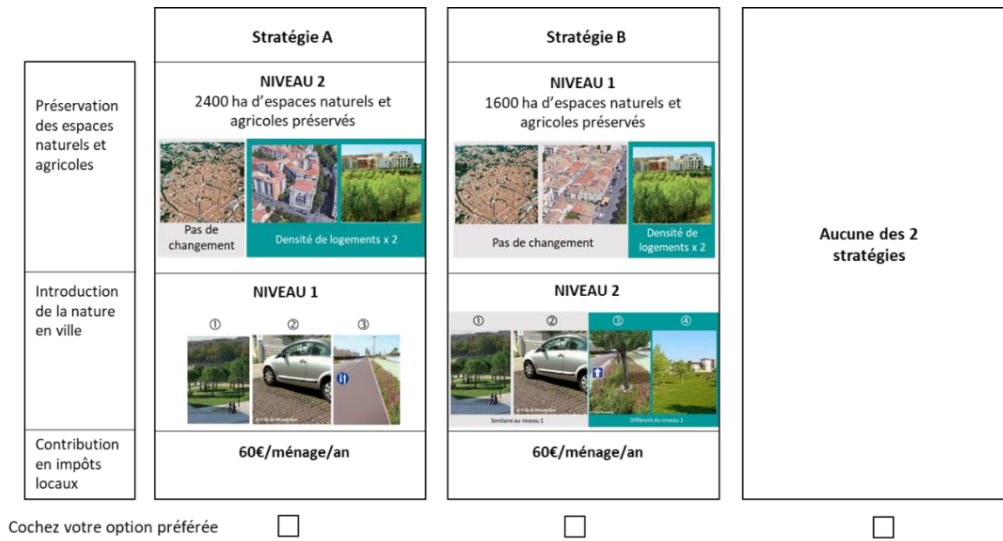 Stratégie A
Stratégie B
Préservation
des espaces
naturels et
agricoles
NIVEAU 2
2400 ha d'espaces naturels et
agricoles préservés
Pas de
changement
Densité de logements x 2
NIVEAU 1
1600 ha d'espaces naturels et
agricoles préservés
Pas de changement
Densité de
logements x 2
Aucune des 2
stratégies
Introduction
de la nature
en ville
NIVEAU 1
① ② ③
NIVEAU 2
① ② ③ ④
Similaire au niveau 1
Différent du niveau 1
Contribution
en impôts
locaux
60€/ménage/an
60€/ménage/an
Cochez votre option préférée